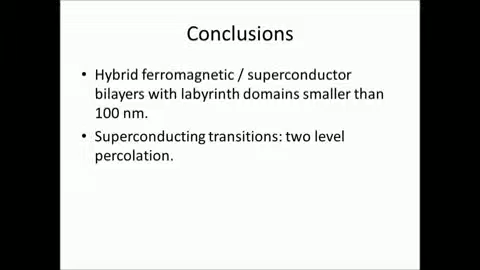 Conclusions
• Hybrid ferromagnetic / superconductor
bilayers with labyrinth domains smaller than
100 nm.
• Superconducting transitions: two level
percolation.